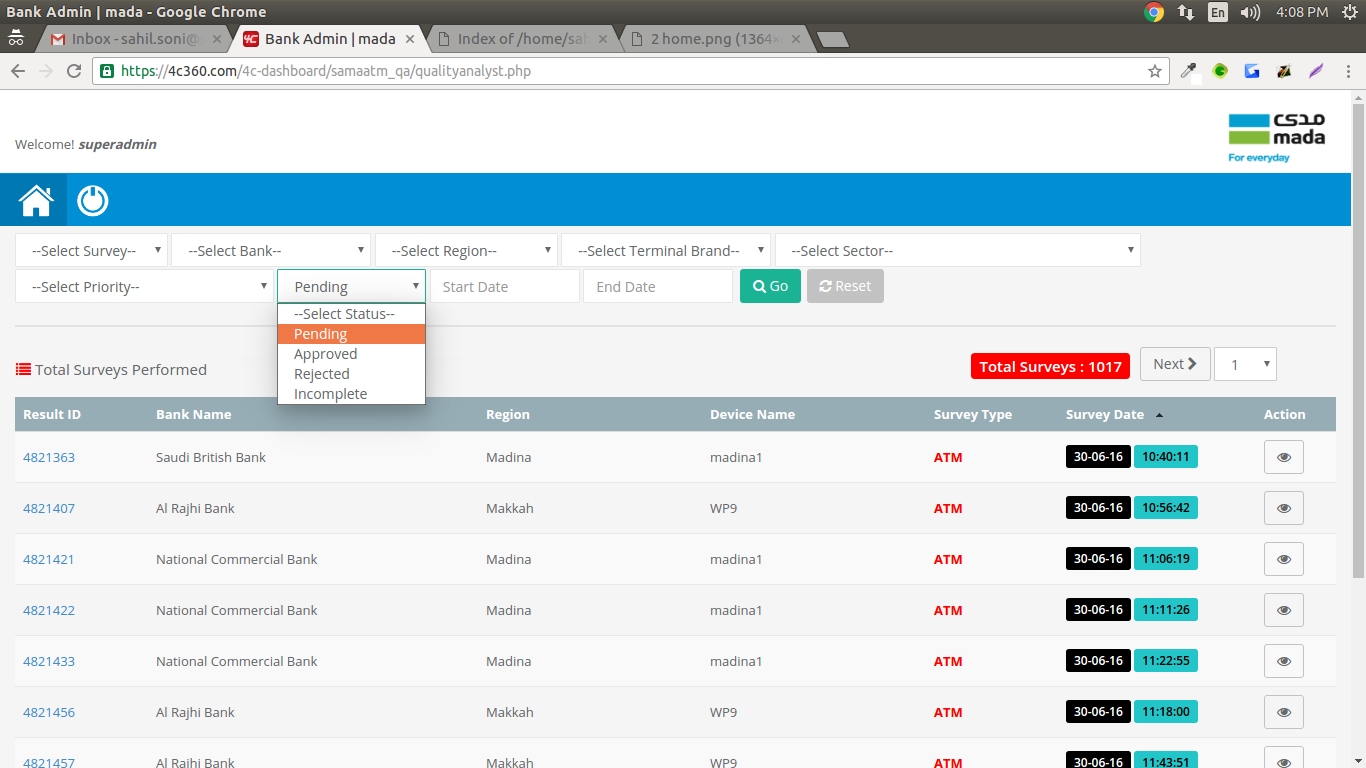 Bank Admin | mada - Google Chrome
En 4:08 PM
Inbox - sahil.soni@ Bank Admin | mada Index of /home/sah 2 home.png (1364×
https://4c360.com/4c-dashboard/samaatm_qa/qualityanalyst.php
مدى
mada
For everyday
Welcome! superadmin
--Select Survey-- --Select Bank-- --Select Region-- --Select Terminal Brand-- --Select Sector--
--Select Priority-- Pending Start Date End Date Go Reset
--Select Status--
Pending
Approved
Rejected
Incomplete
Total Surveys Performed Total Surveys : 1017 Next 1
Result ID Bank Name Region Device Name Survey Type Survey Date Action
4821363 Saudi British Bank Madina madina1 ATM 30-06-16 10:40:11
4821407 Al Rajhi Bank Makkah WP9 ATM 30-06-16 10:56:42
4821421 National Commercial Bank Madina madina1 ATM 30-06-16 11:06:19
4821422 National Commercial Bank Madina madina1 ATM 30-06-16 11:11:26
4821433 National Commercial Bank Madina madina1 ATM 30-06-16 11:22:55
4821456 Al Rajhi Bank Makkah WP9 ATM 30-06-16 11:18:00
4821457 Al Rajhi Bank Makkah WP9 ATM 30-06-16 11:43:51